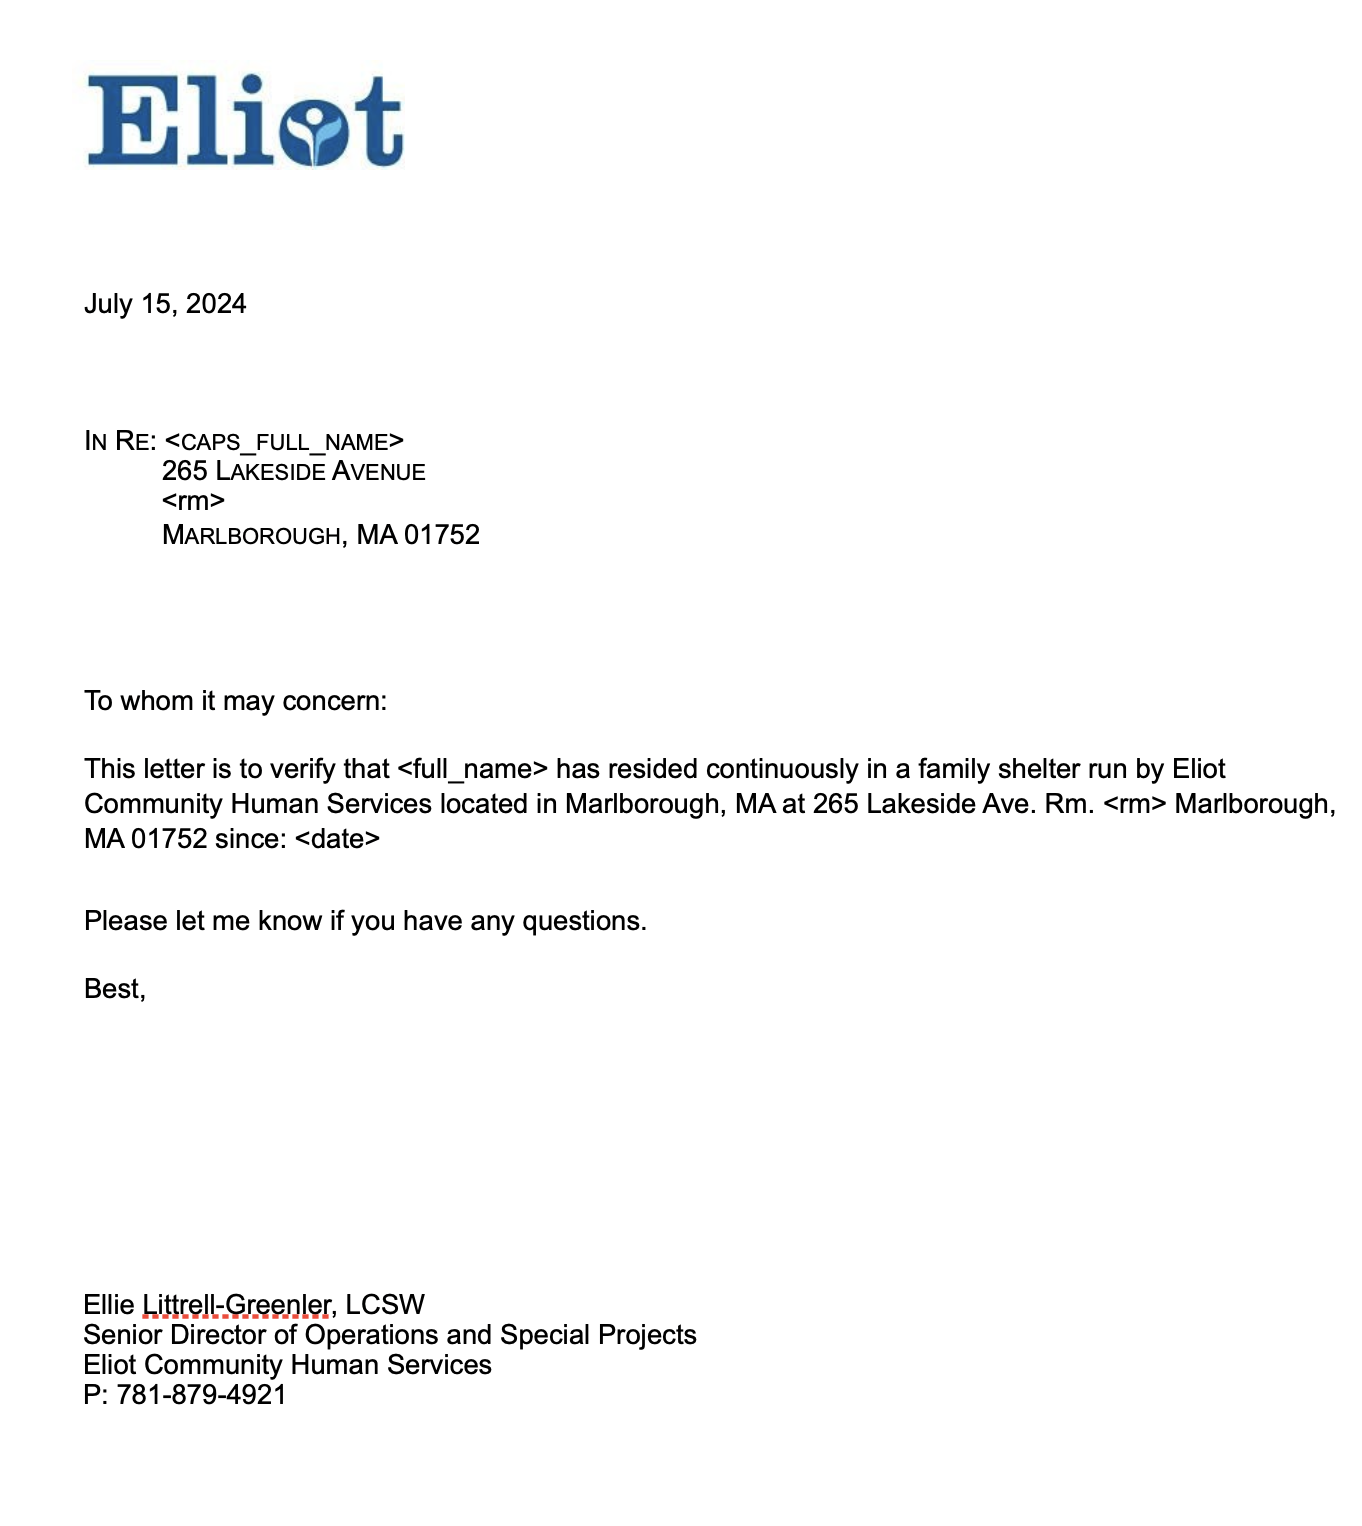 Eliot
July 15, 2024
IN RE: <CAPS_FULL_NAME>
265 LAKESIDE AVENUE
<rm>
MARLBOROUGH, MA 01752
To whom it may concern:
This letter is to verify that <full_name> has resided continuously in a family shelter run by Eliot
Community Human Services located in Marlborough, MA at 265 Lakeside Ave. Rm. <rm> Marlborough,
MA 01752 since: <date>
Please let me know if you have any questions.
Best,
Ellie Littrell-Greenler, LCSW
Senior Director of Operations and Special Projects
Eliot Community Human Services
P: 781-879-4921